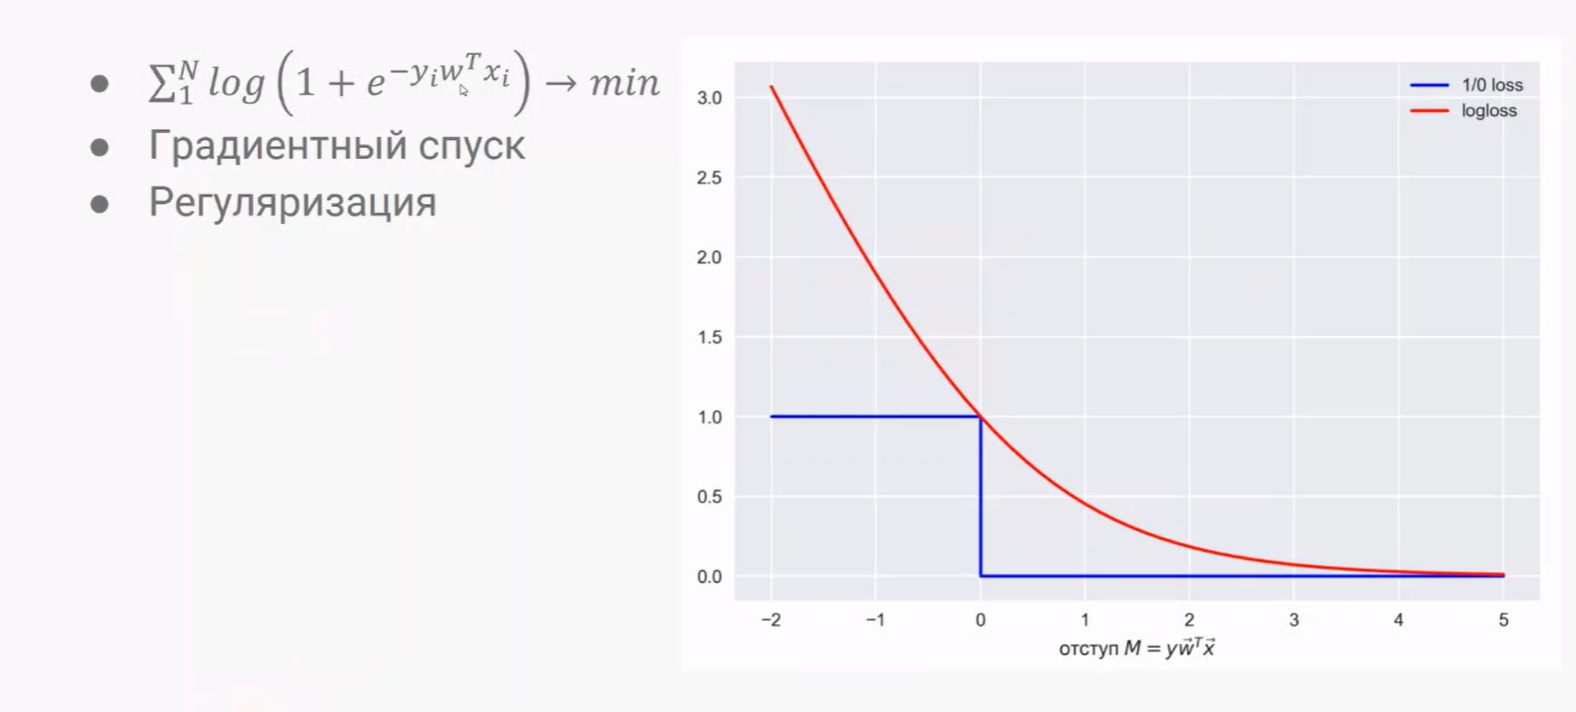 ● ∑₁ᴺ log (1 + e^{−yᵢwᵀxᵢ}) → min
● Градиентный спуск
● Регуляризация
1/0 loss
logloss
3.0
2.5
2.0
1.5
1.0
0.5
0.0
−2 −1 0 1 2 3 4 5
отступ M = yw⃗ᵀx⃗